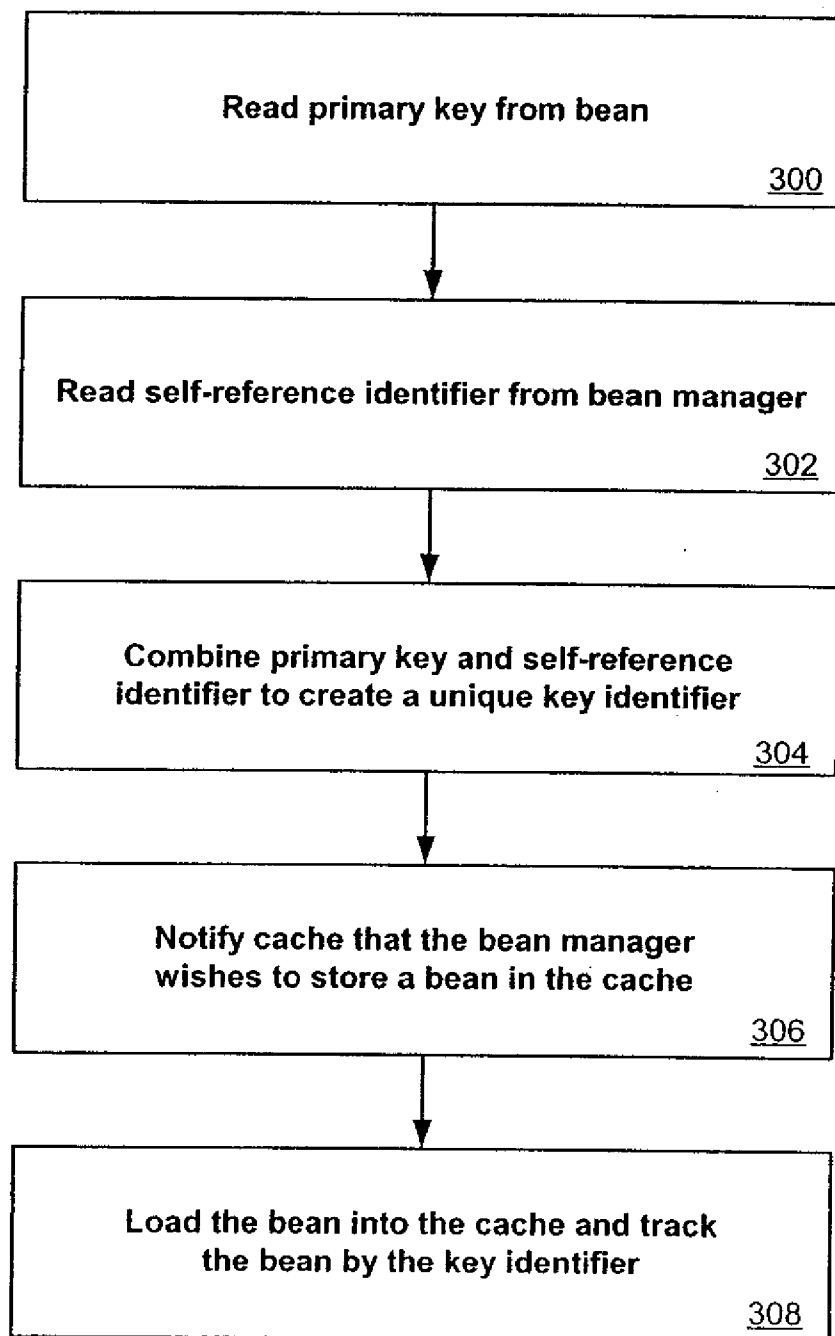 Read primary key from bean
300
Read self-reference identifier from bean manager
302
Combine primary key and self-reference
identifier to create a unique key identifier
304
Notify cache that the bean manager
wishes to store a bean in the cache
306
Load the bean into the cache and track
the bean by the key identifier
308